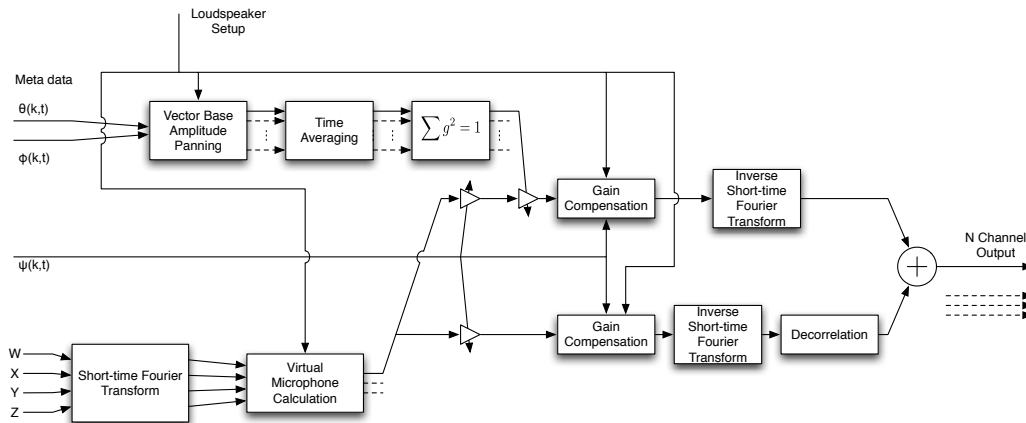 Loudspeaker
Setup
Meta data
θ(k,t)
φ(k,t)
Vector Base
Amplitude
Panning
Time
Averaging
∑ g² = 1
Gain
Compensation
Inverse
Short-time
Fourier
Transform
N Channel
Output
ψ(k,t)
Gain
Compensation
Inverse
Short-time
Fourier
Transform
Decorrelation
W
X
Y
Z
Short-time Fourier
Transform
Virtual
Microphone
Calculation